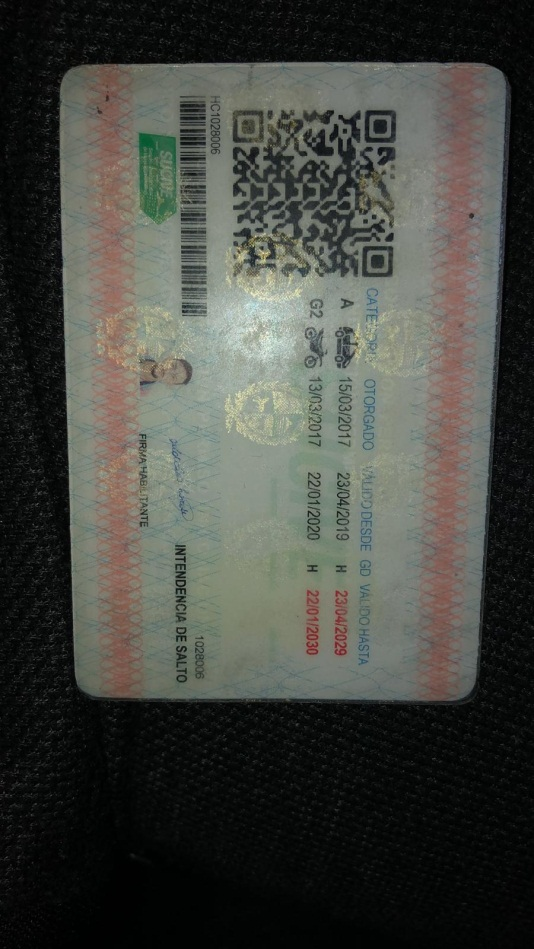 CATEGORÍA OTORGADO VALIDO DESDE GD VALIDO HASTA
A 15/03/2017 23/04/2019 H 23/04/2029
G2 13/03/2017 22/01/2020 H 22/01/2030
HC1028006
1028006
INTENDENCIA DE SALTO
FIRMA HABILITANTE